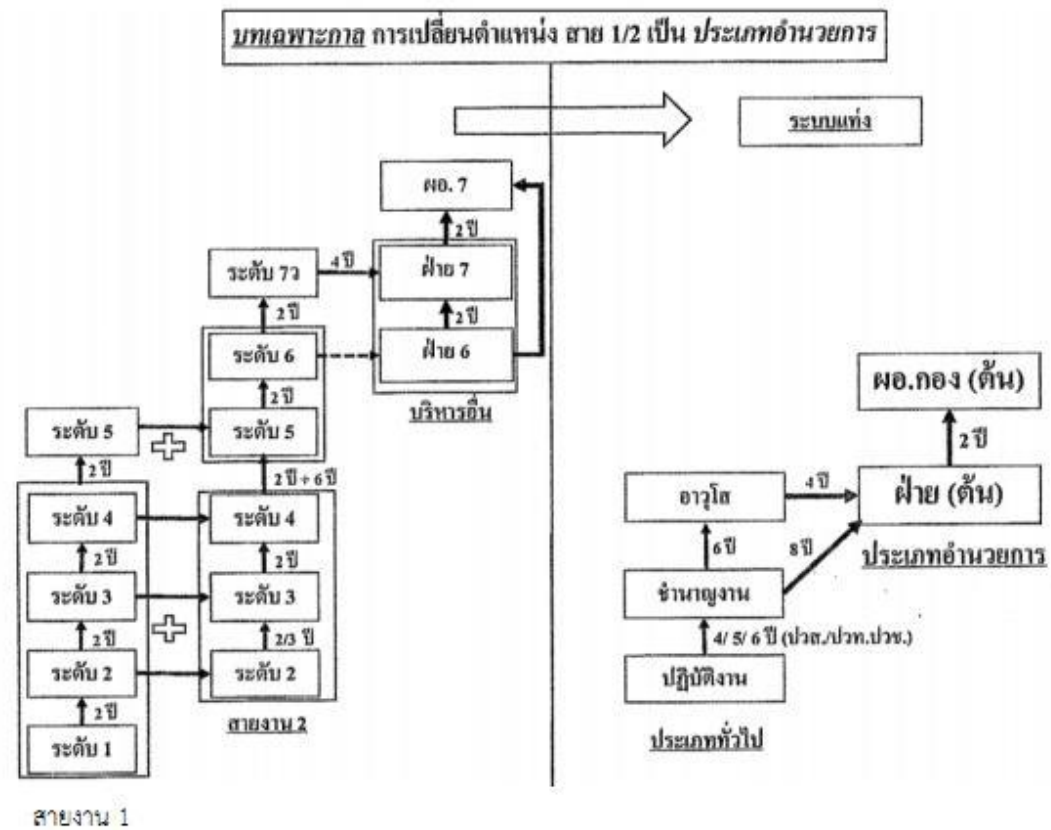 บทเฉพาะกาล การเปลี่ยนตำแหน่ง สาย 1/2 เป็น ประเภทอำนวยการ
ระบบแท่ง
ผอ. 7
2 ปี
ระดับ 7ว
4 ปี
ฝ่าย 7
2 ปี
2 ปี
ระดับ 6
ฝ่าย 6
บริหารอื่น
2 ปี
ระดับ 5
ระดับ 5
2 ปี
2 ปี + 6 ปี
ระดับ 4
ระดับ 4
2 ปี
2 ปี
ระดับ 3
ระดับ 3
2 ปี
2/3 ปี
ระดับ 2
ระดับ 2
2 ปี
สายงาน 2
ระดับ 1
สายงาน 1
ผอ.กอง (ต้น)
2 ปี
อาวุโส
4 ปี
ฝ่าย (ต้น)
6 ปี
8 ปี
ประเภทอำนวยการ
ชำนาญงาน
4/ 5/ 6 ปี (ปวส./ปวท.ปวช.)
ปฏิบัติงาน
ประเภททั่วไป